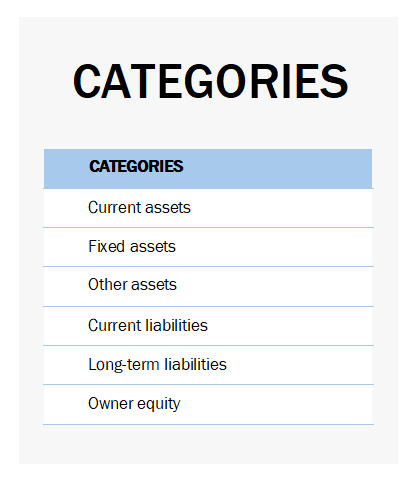 CATEGORIES
CATEGORIES
Current assets
Fixed assets
Other assets
Current liabilities
Long-term liabilities
Owner equity